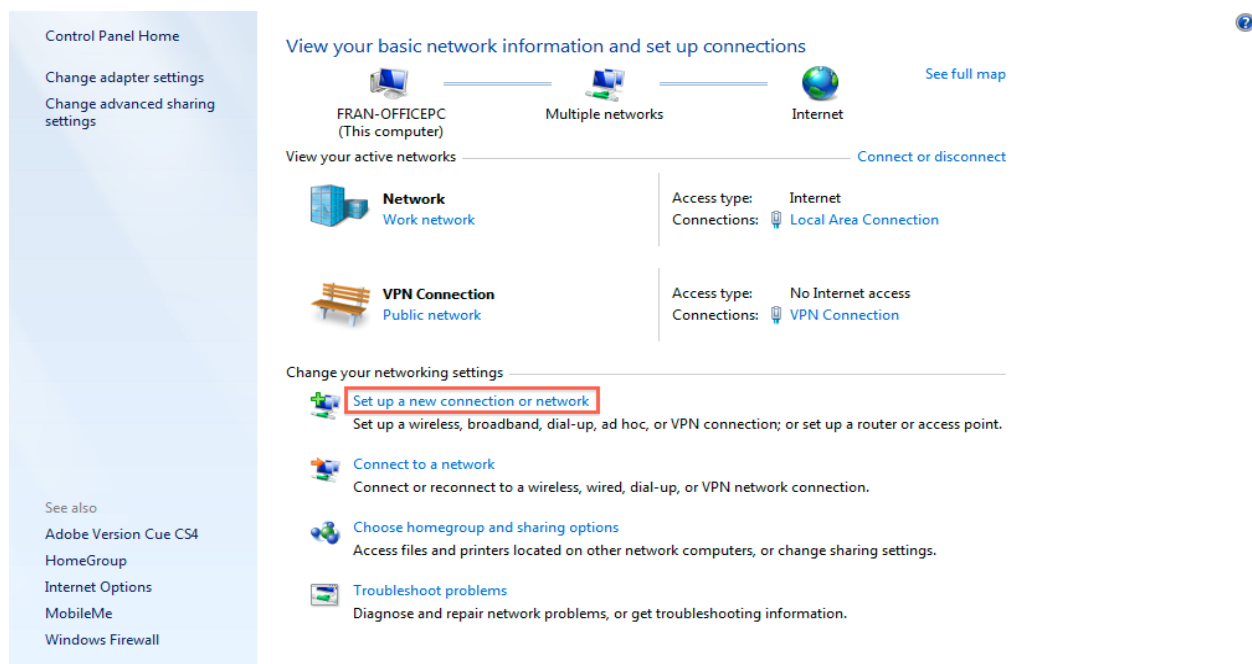 Control Panel Home
Change adapter settings
Change advanced sharing
settings
See also
Adobe Version Cue CS4
HomeGroup
Internet Options
MobileMe
Windows Firewall
View your basic network information and set up connections
See full map
FRAN-OFFICEPC
(This computer)
Multiple networks
Internet
View your active networks
Connect or disconnect
Network
Work network
Access type: Internet
Connections: Local Area Connection
VPN Connection
Public network
Access type: No Internet access
Connections: VPN Connection
Change your networking settings
Set up a new connection or network
Set up a wireless, broadband, dial-up, ad hoc, or VPN connection; or set up a router or access point.
Connect to a network
Connect or reconnect to a wireless, wired, dial-up, or VPN network connection.
Choose homegroup and sharing options
Access files and printers located on other network computers, or change sharing settings.
Troubleshoot problems
Diagnose and repair network problems, or get troubleshooting information.